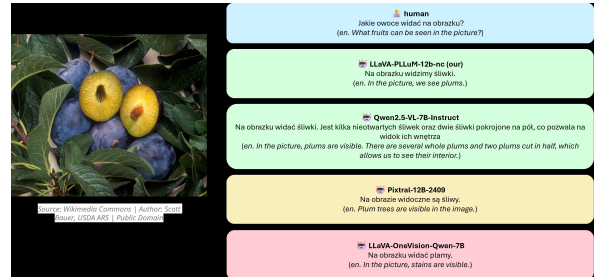 human
Jakie owoce widać na obrazku?
(en. What fruits can be seen in the picture?)
LLaVA-PLLuM-12b-nc (our)
Na obrazku widzimy śliwki.
(en. In the picture, we see plums.)
Qwen2.5-VL-7B-Instruct
Na obrazku widać śliwki. Jest kilka nieotwartych śliwek oraz dwie śliwki pokrojone na pół, co pozwala na
widok ich wnętrza
(en. In the picture, plums are visible. There are several whole plums and two plums cut in half, which
allows us to see their interior.)
Pixtral-12B-2409
Na obrazie widoczne są śliwy.
(en. Plum trees are visible in the image.)
LLaVA-OneVision-Qwen-7B
Na obrazku widać plamy.
(en. In the picture, stains are visible.)
Source: Wikimedia Commons | Author: Scott
Bauer, USDA ARS | Public Domain